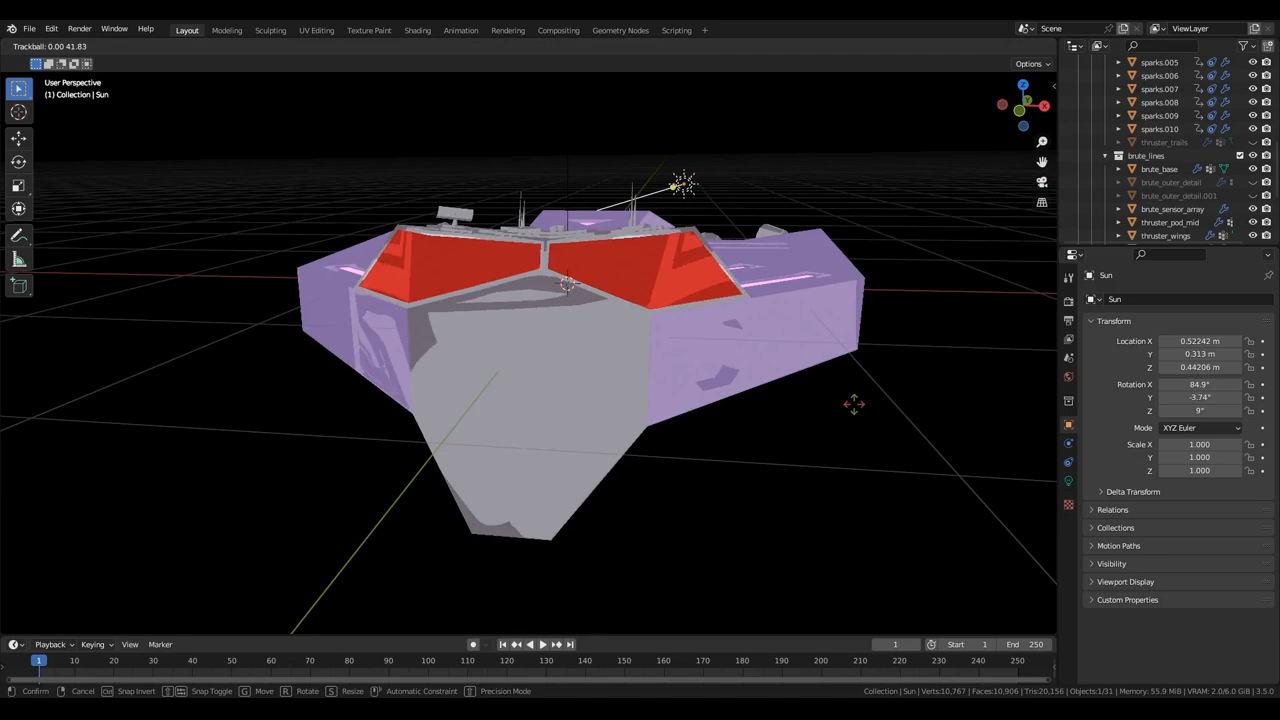 File Edit Render Window Help Layout Modeling Sculpting UV Editing Texture Paint Shading Animation Rendering Compositing Geometry Nodes Scripting + Scene ViewLayer
Trackball: 0.00 41.83
Options
User Perspective
(1) Collection | Sun
Z
Y
X
sparks.005
sparks.006
sparks.007
sparks.008
sparks.009
sparks.010
thruster_trails
brute_lines
brute_base
brute_outer_detail
brute_outer_detail.001
brute_sensor_array
thruster_pod_mid
thruster_wings
Sun
Sun
Transform
Location X 0.52242 m
Y 0.313 m
Z 0.44206 m
Rotation X 84.9°
Y -3.74°
Z 9°
Mode XYZ Euler
Scale X 1.000
Y 1.000
Z 1.000
Delta Transform
Relations
Collections
Motion Paths
Visibility
Viewport Display
Custom Properties
Playback Keying View Marker 1 Start 1 End 250
1 10 20 30 40 50 60 70 80 90 100 110 120 130 140 150 160 170 180 190 200 210 220 230 240 250
Confirm Cancel Snap Invert Snap Toggle G Move R Rotate S Resize Automatic Constraint Precision Mode Collection | Sun | Verts:10,767 | Faces:10,906 | Tris:20,156 | Objects:1/31 | Memory: 55.9 MiB | VRAM: 2.0/6.0 GiB | 3.5.0